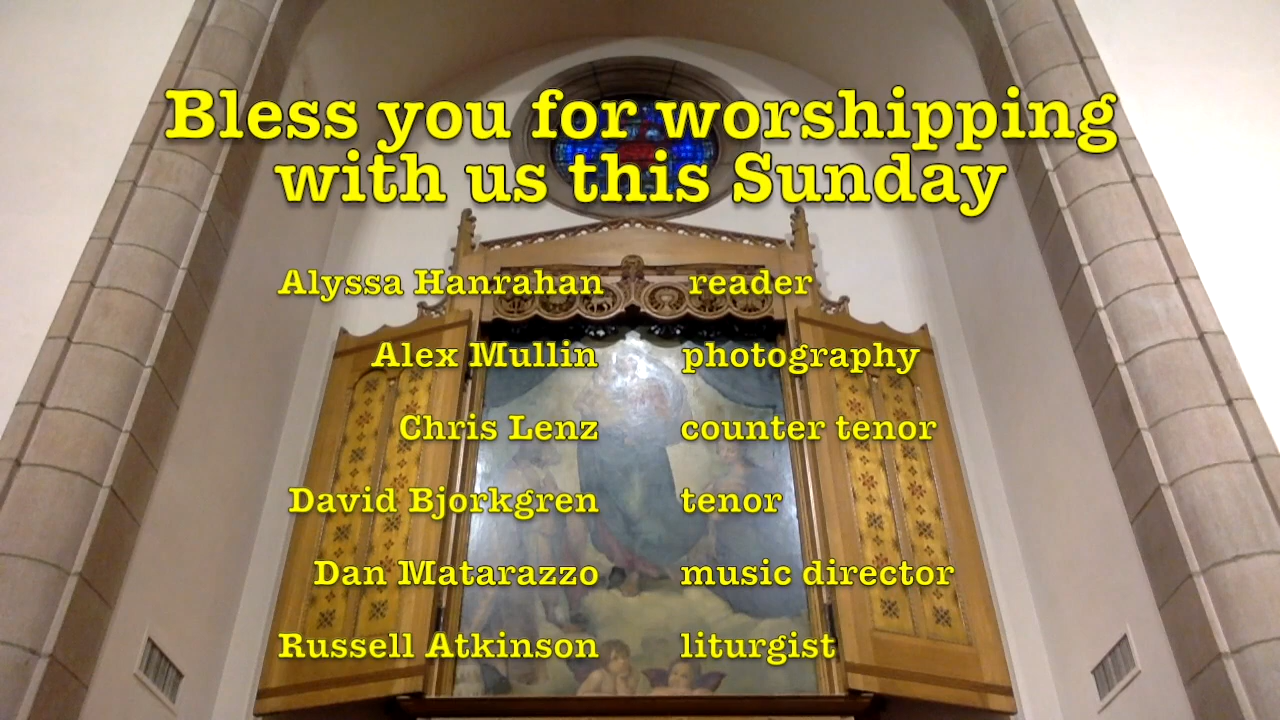 Bless you for worshipping
with us this Sunday
Alyssa Hanrahan reader
Alex Mullin photography
Chris Lenz counter tenor
David Bjorkgren tenor
Dan Matarazzo music director
Russell Atkinson liturgist